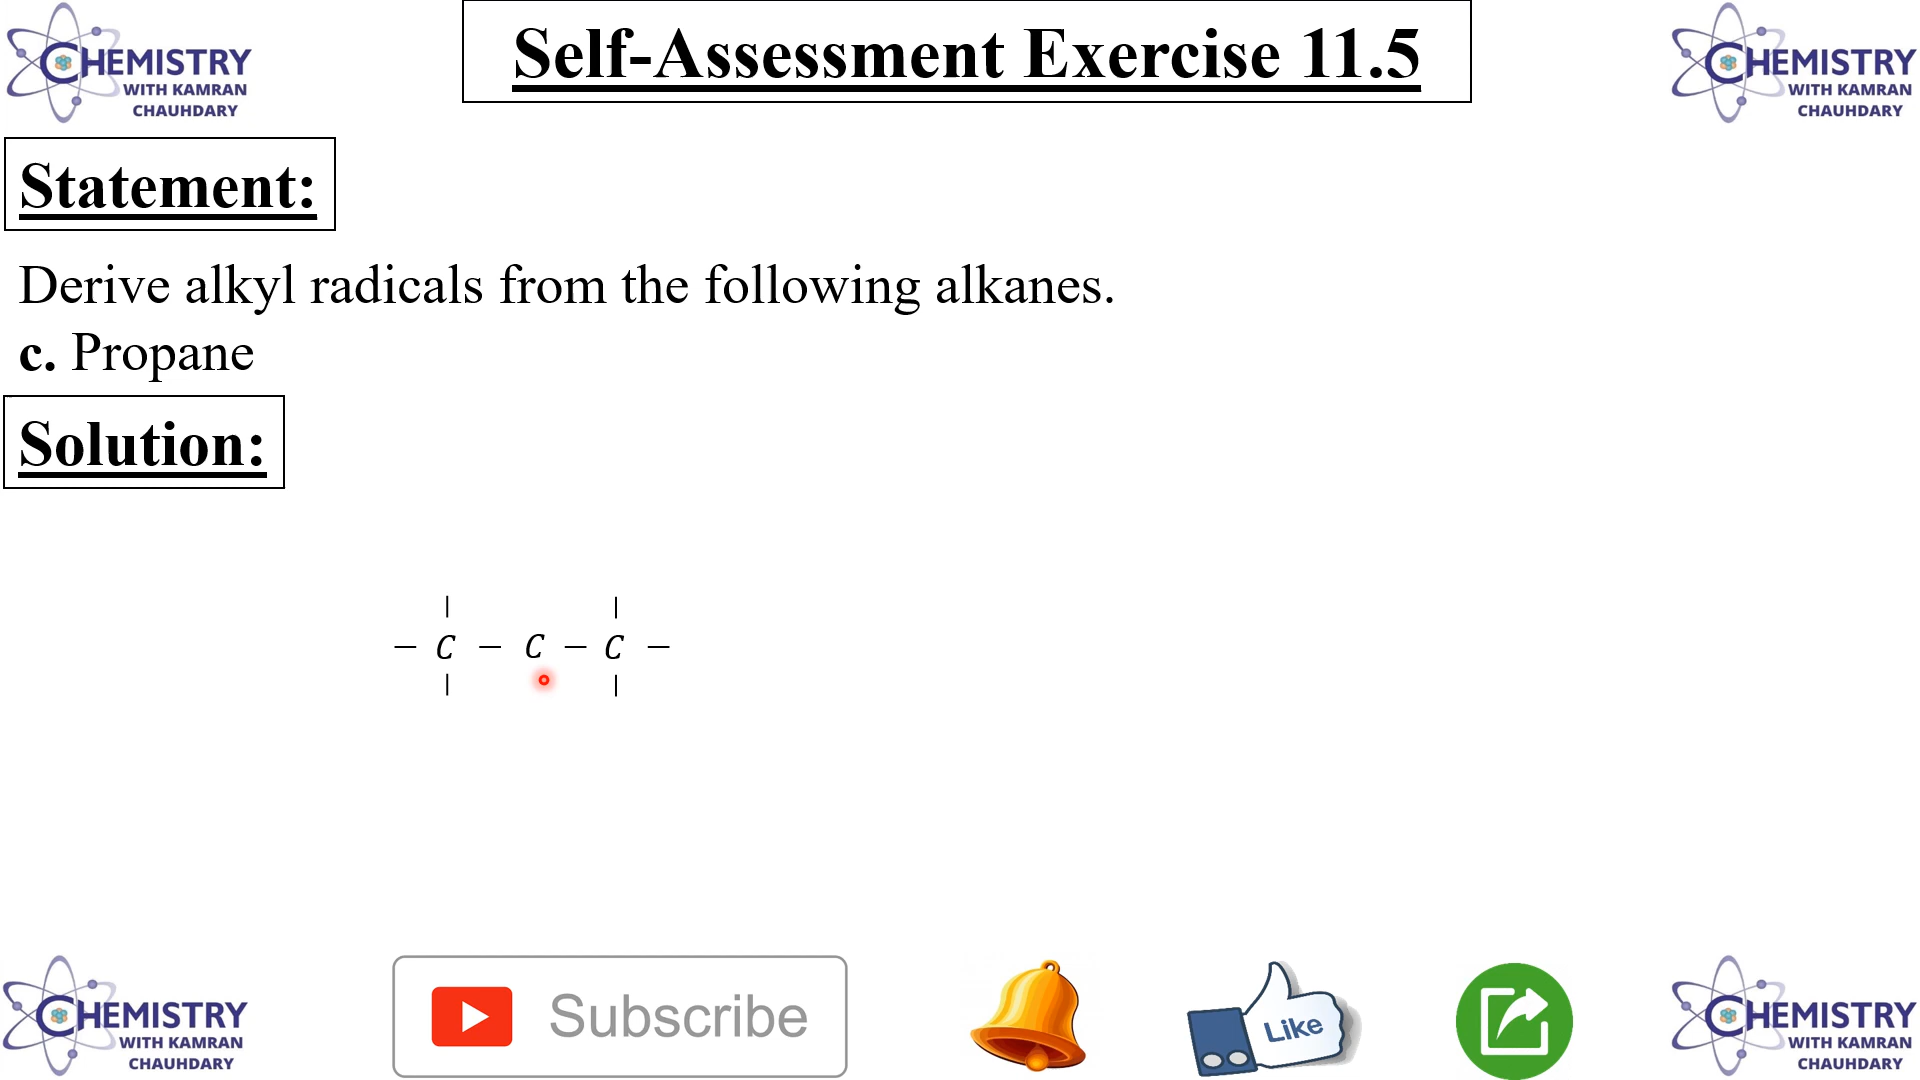 CHEMISTRY
WITH KAMRAN
CHAUHDARY
Self-Assessment Exercise 11.5
CHEMISTRY
WITH KAMRAN
CHAUHDARY
Statement:
Derive alkyl radicals from the following alkanes.
c. Propane
Solution:
| |
– C – C – C –
| |
CHEMISTRY
WITH KAMRAN
CHAUHDARY
Subscribe
Like
CHEMISTRY
WITH KAMRAN
CHAUHDARY